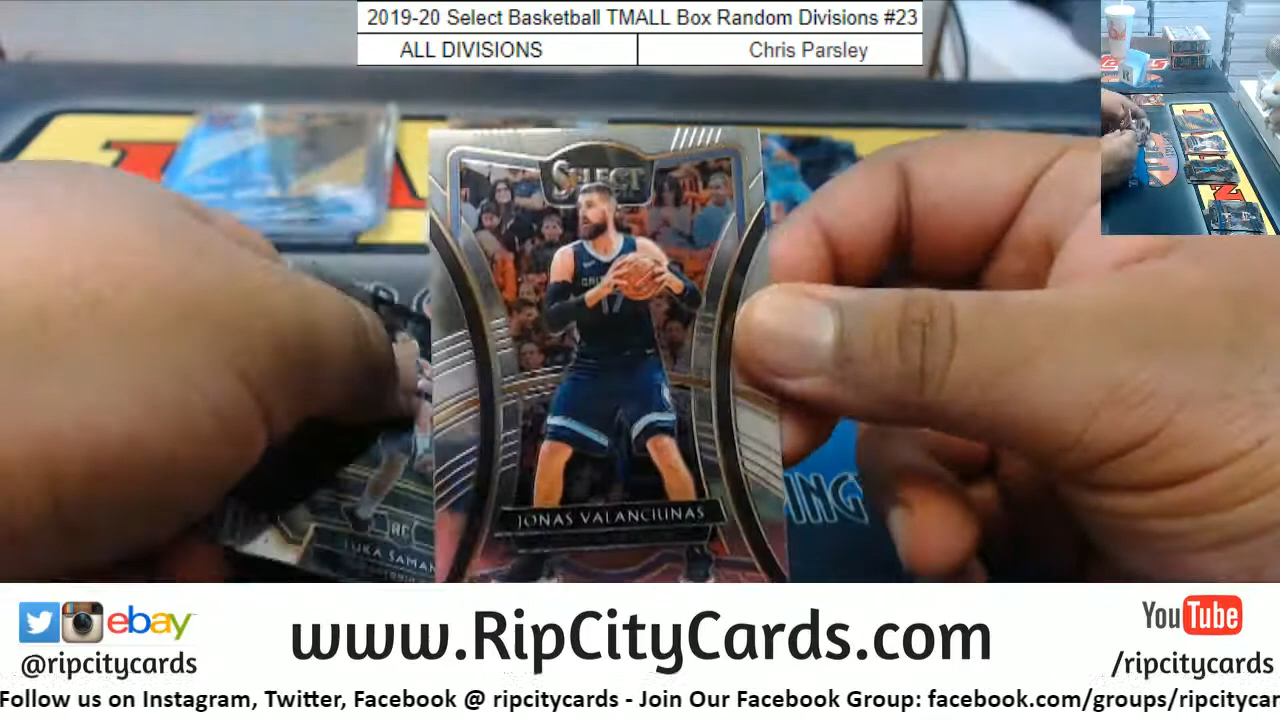 2019-20 Select Basketball TMALL Box Random Divisions #23
ALL DIVISIONS Chris Parsley
SELECT
17
JONAS VALANCIUNAS
RC
LUKA SAMAN
ING
ebay
@ripcitycards
www.RipCityCards.com
YouTube
/ripcitycards
Follow us on Instagram, Twitter, Facebook @ ripcitycards - Join Our Facebook Group: facebook.com/groups/ripcitycar